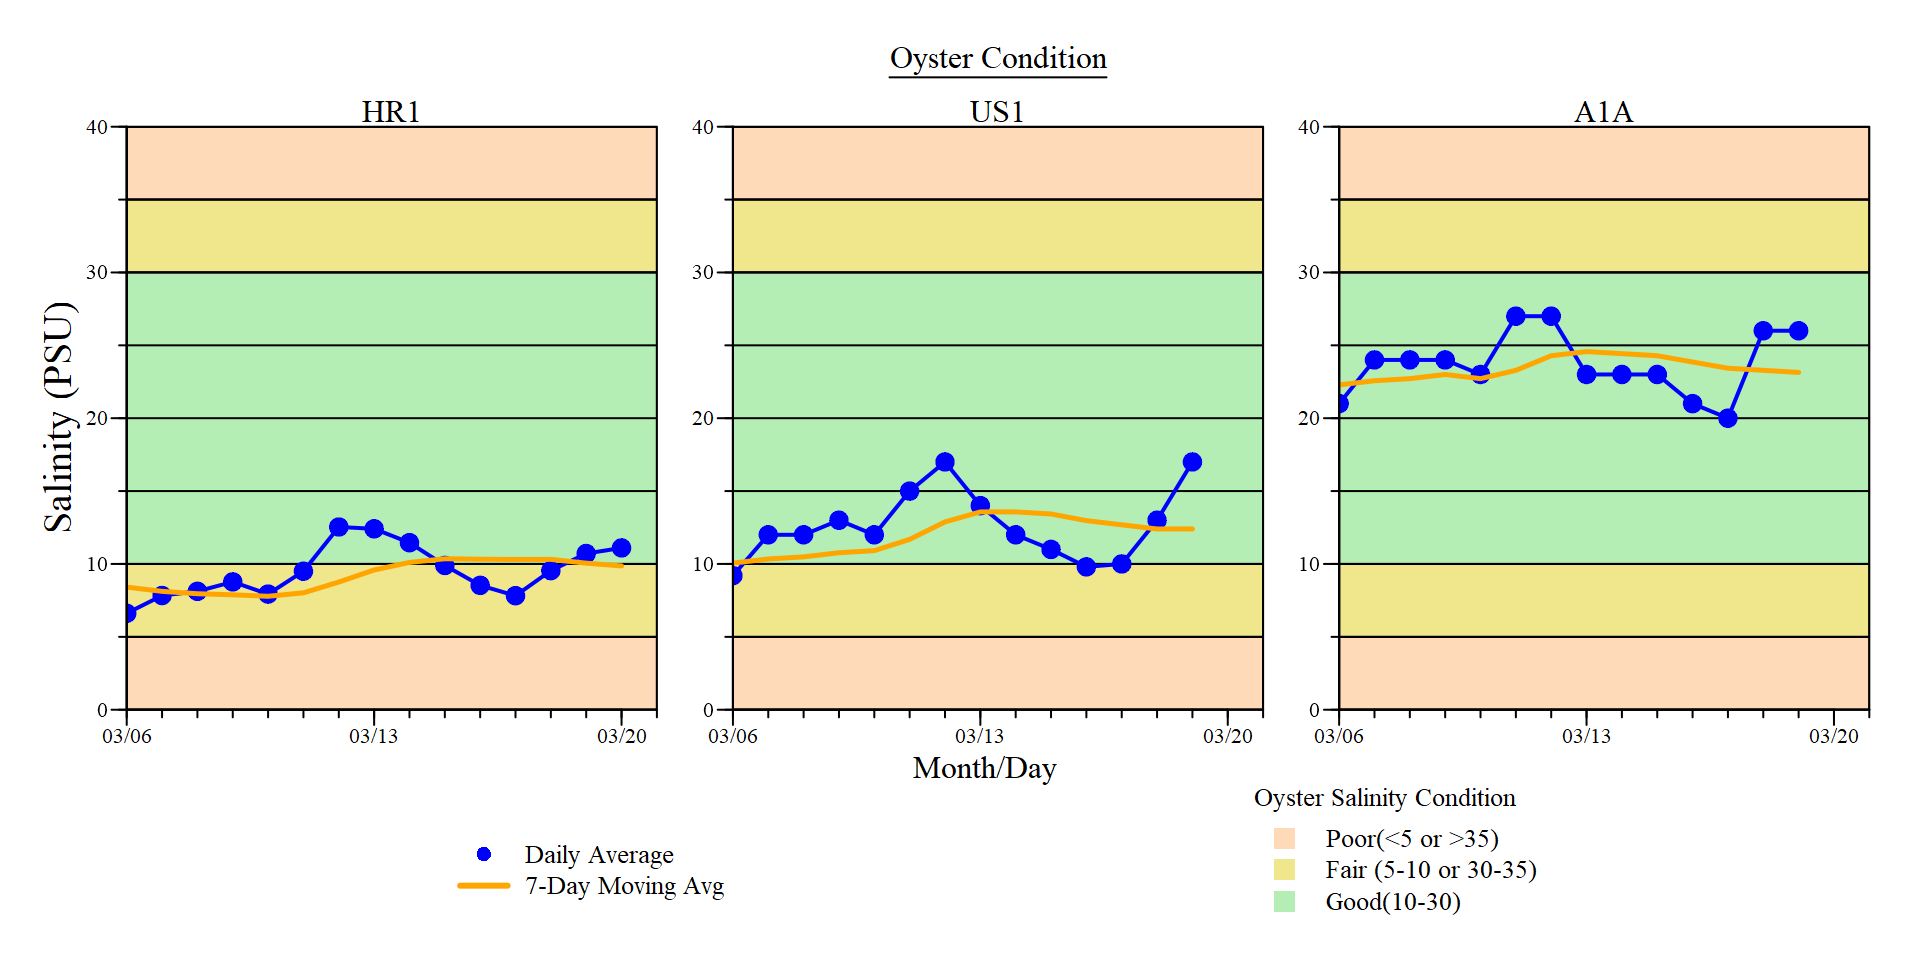 Oyster Condition
HR1
US1
A1A
Salinity (PSU)
40
30
20
10
0
03/06
03/13
03/20
40
30
20
10
0
03/06
03/13
03/20
40
30
20
10
0
03/06
03/13
03/20
Month/Day
Daily Average
7-Day Moving Avg
Oyster Salinity Condition
Poor(<5 or >35)
Fair (5-10 or 30-35)
Good(10-30)